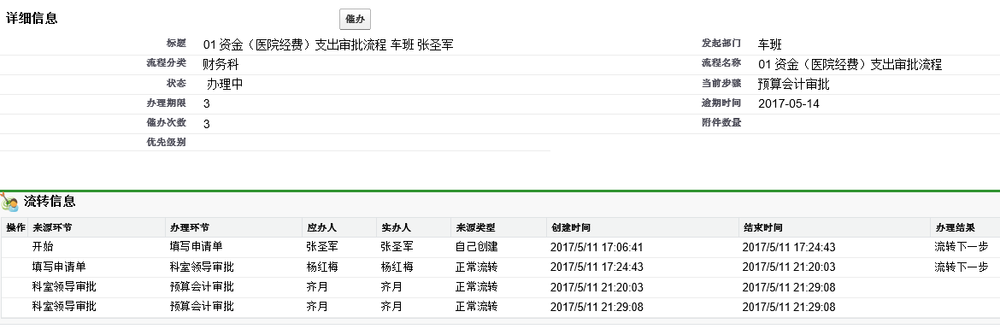 详细信息 催办
标题 01 资金（医院经费）支出审批流程 车班 张圣军 发起部门 车班
流程分类 财务科 流程名称 01 资金（医院经费）支出审批流程
状态 办理中 当前步骤 预算会计审批
办理期限 3 逾期时间 2017-05-14
催办次数 3 附件数量
优先级别
流转信息
操作 来源环节 办理环节 应办人 实办人 来源类型 创建时间 结束时间 办理结果
开始 填写申请单 张圣军 张圣军 自己创建 2017/5/11 17:06:41 2017/5/11 17:24:43 流转下一步
填写申请单 科室领导审批 杨红梅 杨红梅 正常流转 2017/5/11 17:24:43 2017/5/11 21:20:03 流转下一步
科室领导审批 预算会计审批 齐月 齐月 正常流转 2017/5/11 21:20:03 2017/5/11 21:29:08
科室领导审批 预算会计审批 齐月 齐月 正常流转 2017/5/11 21:29:08 2017/5/11 21:29:08